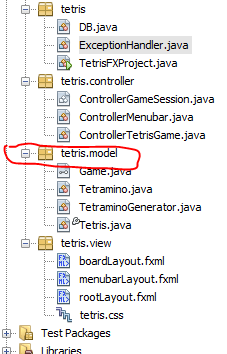 tetris
DB.java
ExceptionHandler.java
TetrisFXProject.java
tetris.controller
ControllerGameSession.java
ControllerMenubar.java
ControllerTetrisGame.java
tetris.model
Game.java
Tetramino.java
TetraminoGenerator.java
Tetris.java
tetris.view
boardLayout.fxml
menubarLayout.fxml
rootLayout.fxml
tetris.css
Test Packages
Libraries